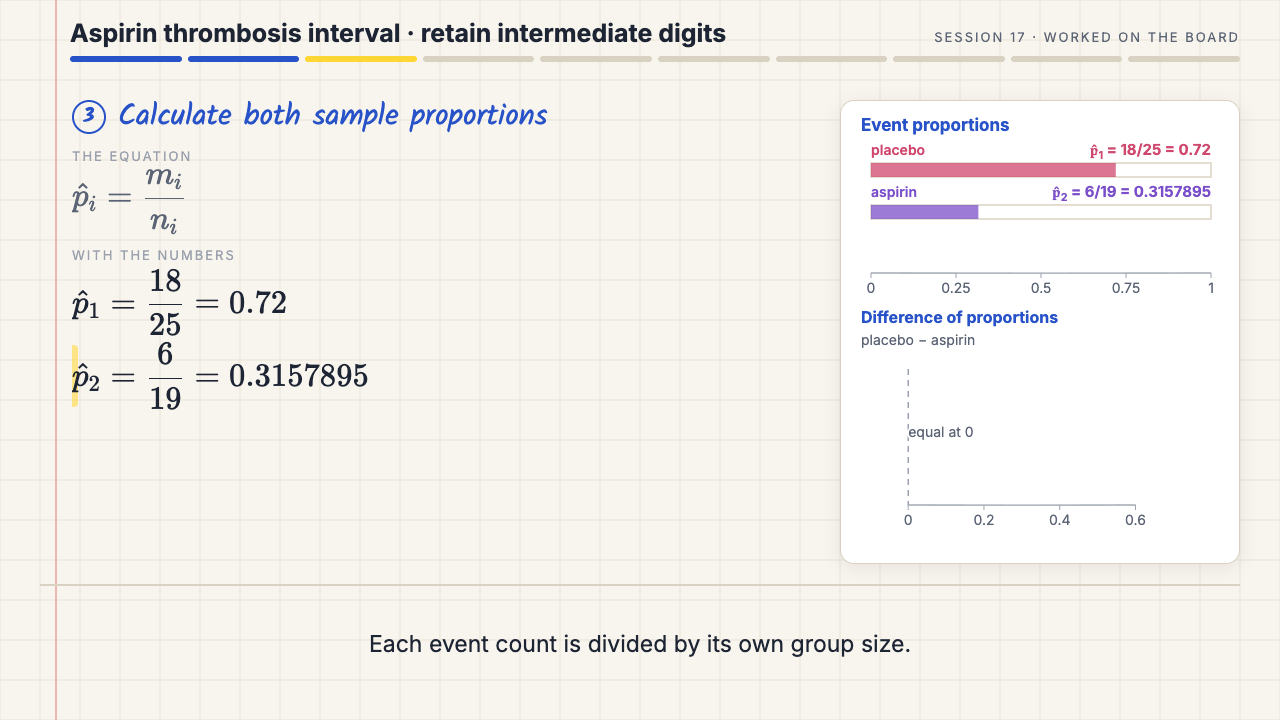 Aspirin thrombosis interval · retain intermediate digits
SESSION 17 · WORKED ON THE BOARD
3 Calculate both sample proportions
THE EQUATION
p̂ᵢ = mᵢ/nᵢ
WITH THE NUMBERS
p̂₁ = 18/25 = 0.72
p̂₂ = 6/19 = 0.3157895
Event proportions
placebo p̂₁ = 18/25 = 0.72
aspirin p̂₂ = 6/19 = 0.3157895
0 0.25 0.5 0.75 1
Difference of proportions
placebo − aspirin
equal at 0
0 0.2 0.4 0.6
Each event count is divided by its own group size.